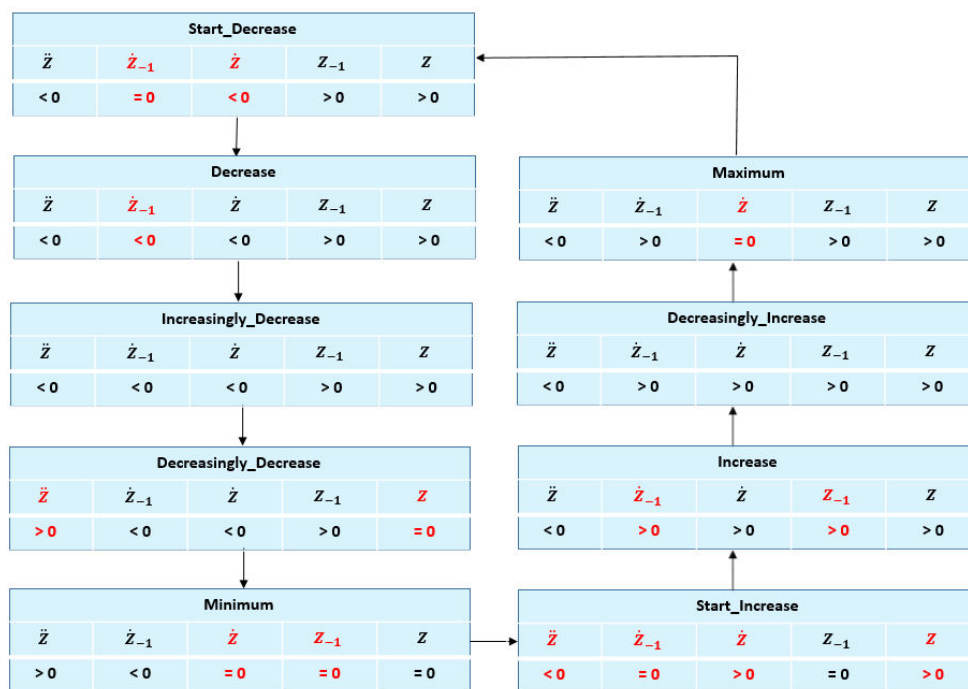 Start_Decrease
Z̈ Ż₋₁ Ż Z₋₁ Z
< 0 = 0 < 0 > 0 > 0
Decrease
Z̈ Ż₋₁ Ż Z₋₁ Z
< 0 < 0 < 0 > 0 > 0
Increasingly_Decrease
Z̈ Ż₋₁ Ż Z₋₁ Z
< 0 < 0 < 0 > 0 > 0
Decreasingly_Decrease
Z̈ Ż₋₁ Ż Z₋₁ Z
> 0 < 0 < 0 > 0 = 0
Minimum
Z̈ Ż₋₁ Ż Z₋₁ Z
> 0 < 0 = 0 = 0 = 0
Start_Increase
Z̈ Ż₋₁ Ż Z₋₁ Z
< 0 = 0 > 0 = 0 > 0
Increase
Z̈ Ż₋₁ Ż Z₋₁ Z
< 0 > 0 > 0 > 0 > 0
Decreasingly_Increase
Z̈ Ż₋₁ Ż Z₋₁ Z
< 0 > 0 > 0 > 0 > 0
Maximum
Z̈ Ż₋₁ Ż Z₋₁ Z
< 0 > 0 = 0 > 0 > 0